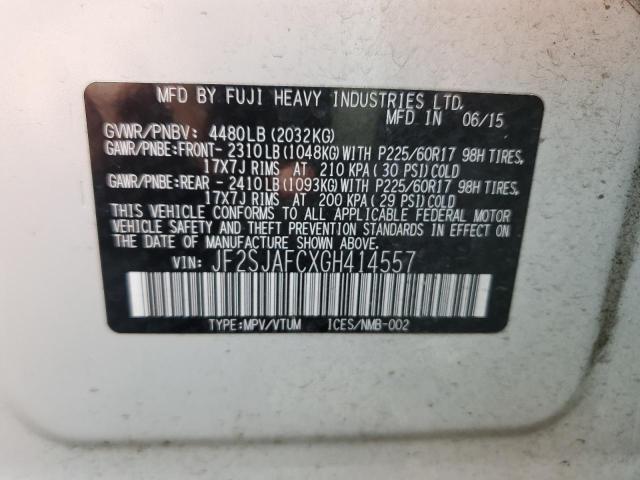 MFD BY FUJI HEAVY INDUSTRIES LTD.
MFD IN 06/15
GVWR/PNBV: 4480LB(2032KG)
GAWR/PNBE:FRONT- 2310LB(1048KG)WITH P225/60R17 98H TIRES,
17X7J RIMS AT 210 KPA( 30 PSI)COLD
GAWR/PNBE:REAR - 2410LB(1093KG)WITH P225/60R17 98H TIRES,
17X7J RIMS AT 200 KPA( 29 PSI)COLD
THIS VEHICLE CONFORMS TO ALL APPLICABLE FEDERAL MOTOR
VEHICLE SAFETY AND THEFT PREVENTION STANDARDS IN EFFECT
ON THE DATE OF MANUFACTURE SHOWN ABOVE.
VIN: JF2SJAFCXGH414557
TYPE:MPV/VTUM ICES/NMB-002